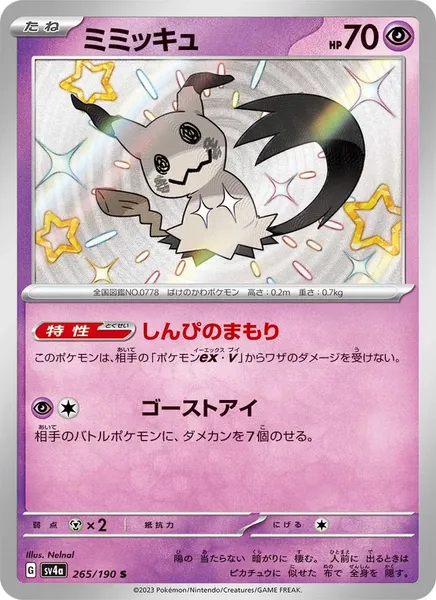 たね ミミッキュ HP70
全国図鑑NO.0778 ばけのかわポケモン 高さ:0.2m 重さ:0.7kg
特性 とくせい しんぴのまもり
このポケモンは、相手の「ポケモンex・V」からワザのダメージを受けない。
ゴーストアイ
相手のバトルポケモンに、ダメカンを7個のせる。
弱点 ×2 抵抗力 にげる
Illus. Nelnal
陽の 当たらない 暗がりに 棲む。 人前に 出るときは
G sv4a 265/190 S
ピカチュウに 似せた 布で 全身を 隠す。
©2023 Pokémon/Nintendo/Creatures/GAME FREAK.